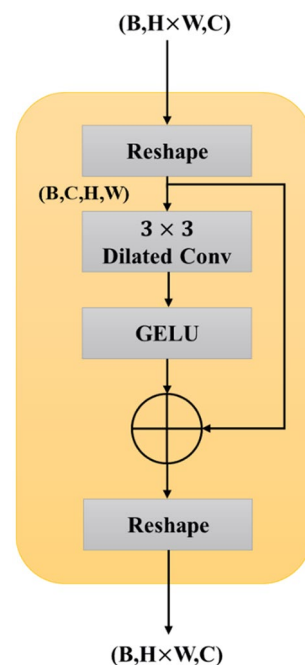 (B,H×W,C)
Reshape
(B,C,H,W)
3 × 3
Dilated Conv
GELU
Reshape
(B,H×W,C)